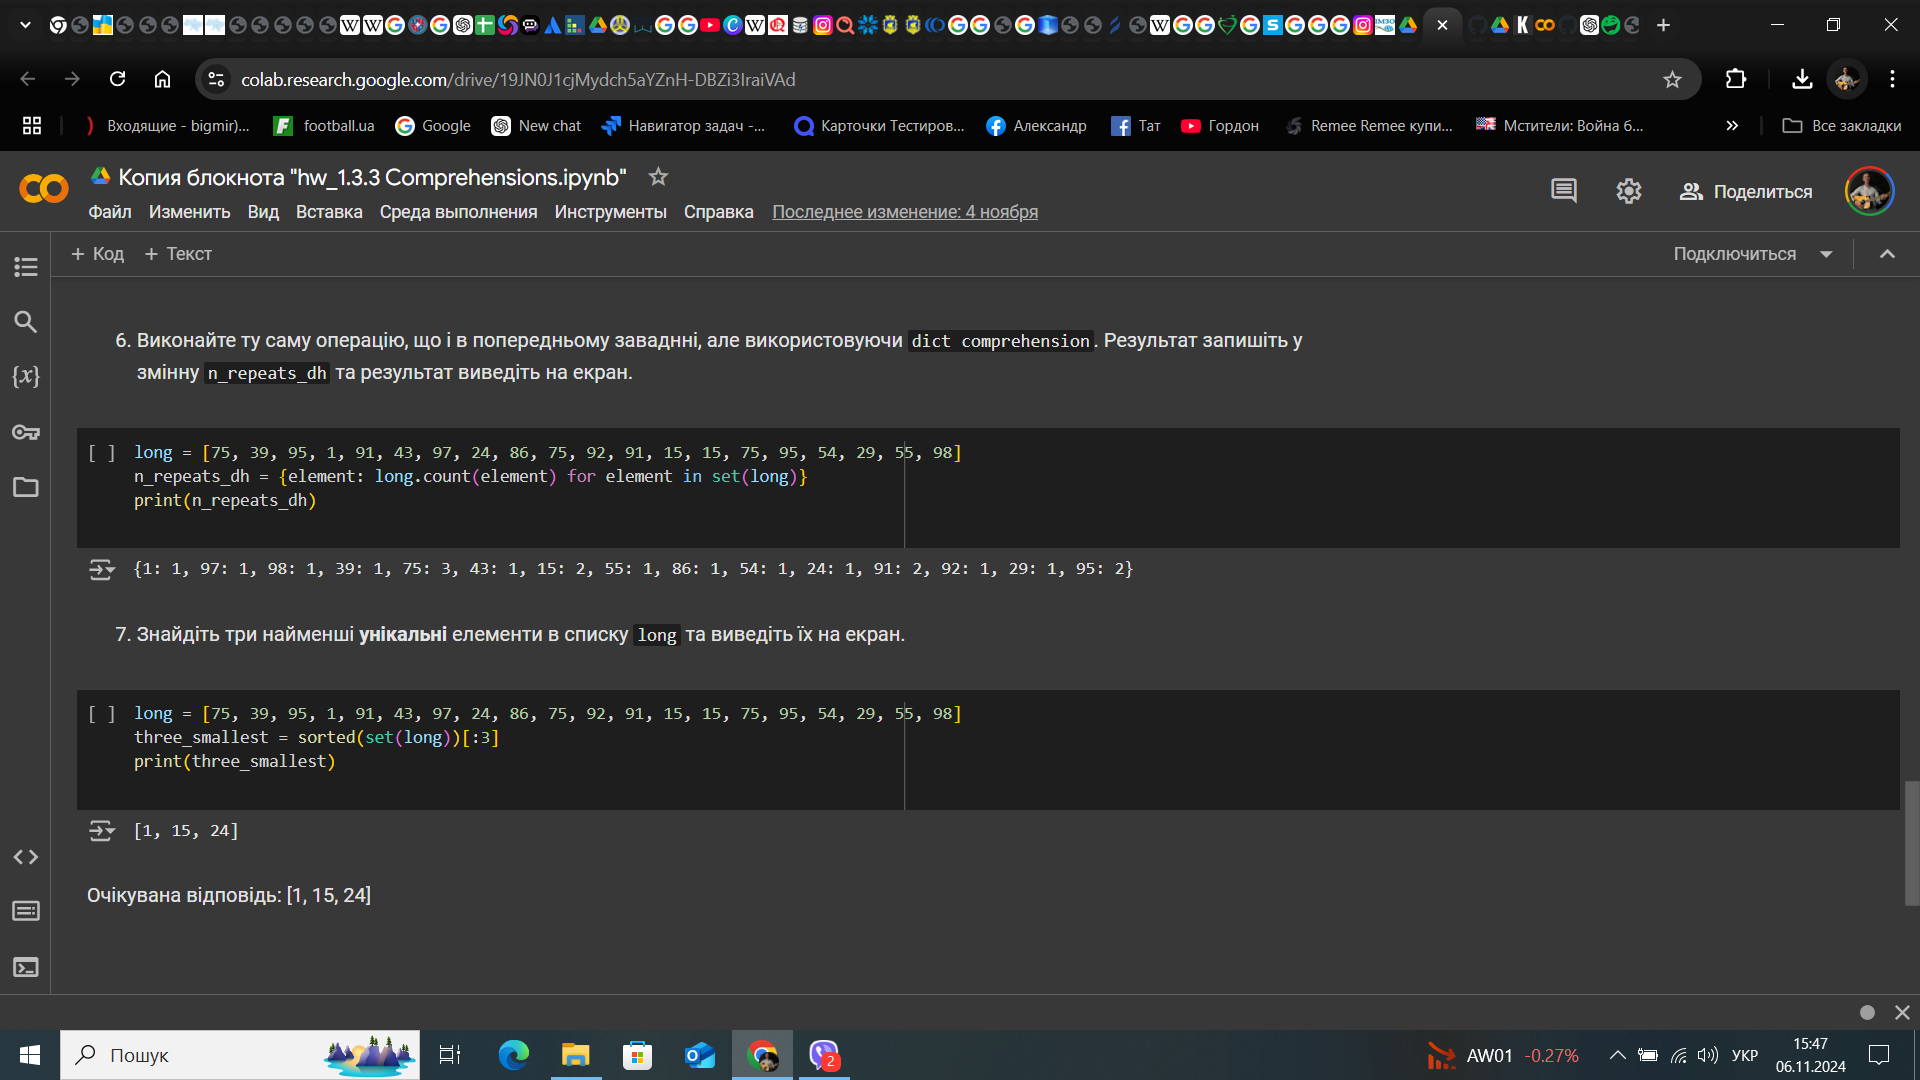 colab.research.google.com/drive/19JN0J1cjMydch5aYZnH-DBZi3IraiVAd
Входящие - bigmir)... football.ua Google New chat Навигатор задач -... Карточки Тестиров... Александр Тат Гордон Remee Remee купи... Мстители: Война б... » Все закладки
Копия блокнота "hw_1.3.3 Comprehensions.ipynb"
Поделиться
Файл Изменить Вид Вставка Среда выполнения Инструменты Справка Последнее изменение: 4 ноября
+ Код + Текст Подключиться
6. Виконайте ту саму операцію, що і в попередньому заваднні, але використовуючи dict comprehension. Результат запишіть у
змінну n_repeats_dh та результат виведіть на екран.
[ ] long = [75, 39, 95, 1, 91, 43, 97, 24, 86, 75, 92, 91, 15, 15, 75, 95, 54, 29, 55, 98]
n_repeats_dh = {element: long.count(element) for element in set(long)}
print(n_repeats_dh)
{1: 1, 97: 1, 98: 1, 39: 1, 75: 3, 43: 1, 15: 2, 55: 1, 86: 1, 54: 1, 24: 1, 91: 2, 92: 1, 29: 1, 95: 2}
7. Знайдіть три найменші унікальні елементи в списку long та виведіть їх на екран.
[ ] long = [75, 39, 95, 1, 91, 43, 97, 24, 86, 75, 92, 91, 15, 15, 75, 95, 54, 29, 55, 98]
three_smallest = sorted(set(long))[:3]
print(three_smallest)
[1, 15, 24]
Очікувана відповідь: [1, 15, 24]
Пошук
2
AW01 -0.27%
УКР
15:47
06.11.2024